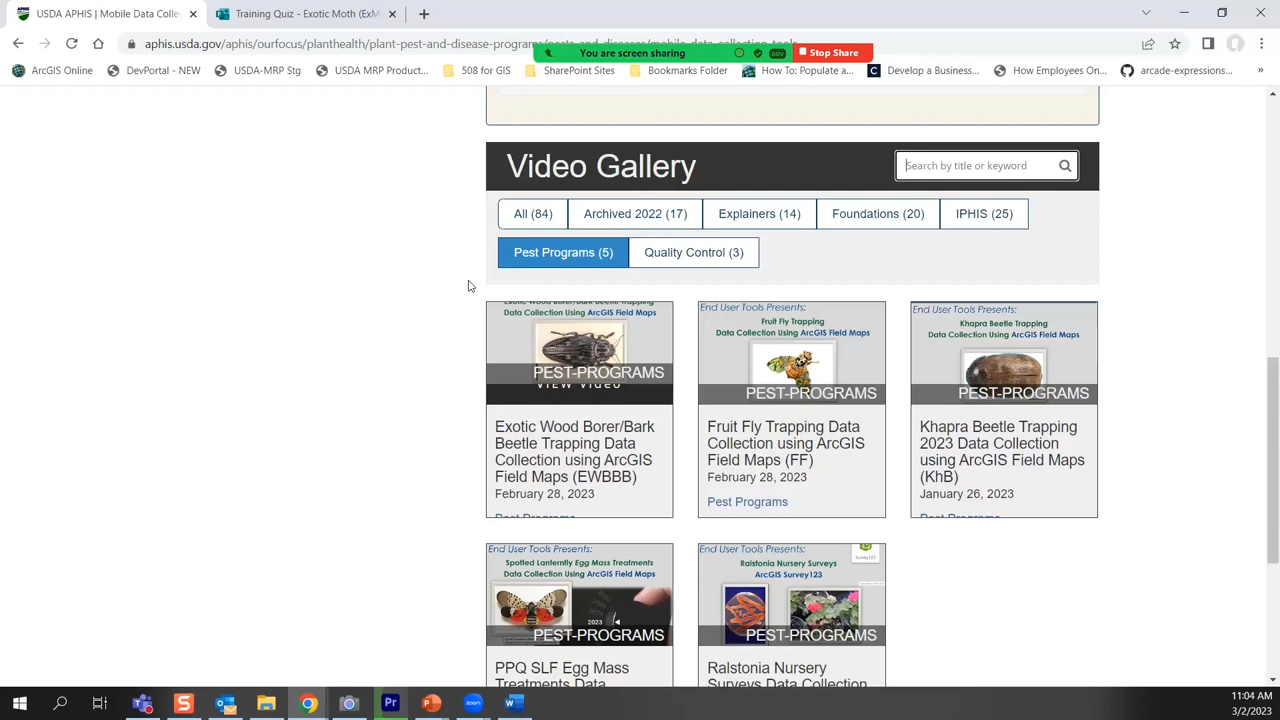 USDA APHIS | Mobile Data Colle
Training Quiz - Exotic Moth (ExM
aphis.usda.gov/aphis/ourfocus/planthealth/plant-pest-and-disease-programs/pests-and-diseases/mobile-data-collection-tools
You are screen sharing
GOV
Stop Share
ArcGIS Online
DevPortal - NEW
USDA-MRP Stg
USDA MRP Product...
508 for GIS
SharePoint Sites
Bookmarks Folder
How To: Populate a...
Develop a Business...
How Employees On...
arcade-expressions...
»
Video Gallery
Search by title or keyword
All (84)
Archived 2022 (17)
Explainers (14)
Foundations (20)
IPHIS (25)
Pest Programs (5)
Quality Control (3)
Exotic Wood Borer/Bark Beetle Trapping
Data Collection Using ArcGIS Field Maps
PEST-PROGRAMS
VIEW VIDEO
Exotic Wood Borer/Bark
Beetle Trapping Data
Collection using ArcGIS
Field Maps (EWBBB)
February 28, 2023
Pest Programs
End User Tools Presents:
Fruit Fly Trapping
Data Collection Using ArcGIS Field Maps
PEST-PROGRAMS
Fruit Fly Trapping Data
Collection using ArcGIS
Field Maps (FF)
February 28, 2023
Pest Programs
End User Tools Presents:
Khapra Beetle Trapping
Data Collection Using ArcGIS Field Maps
PEST-PROGRAMS
Khapra Beetle Trapping
2023 Data Collection
using ArcGIS Field Maps
(KhB)
January 26, 2023
Pest Programs
End User Tools Presents:
Spotted Lanternfly Egg Mass Treatments
Data Collection Using ArcGIS Field Maps
2023
PEST-PROGRAMS
PPQ SLF Egg Mass
Treatments Data
End User Tools Presents:
Survey123
Ralstonia Nursery Surveys
ArcGIS Survey123
PEST-PROGRAMS
Ralstonia Nursery
Surveys Data Collection
zoom
11:04 AM
3/2/2023